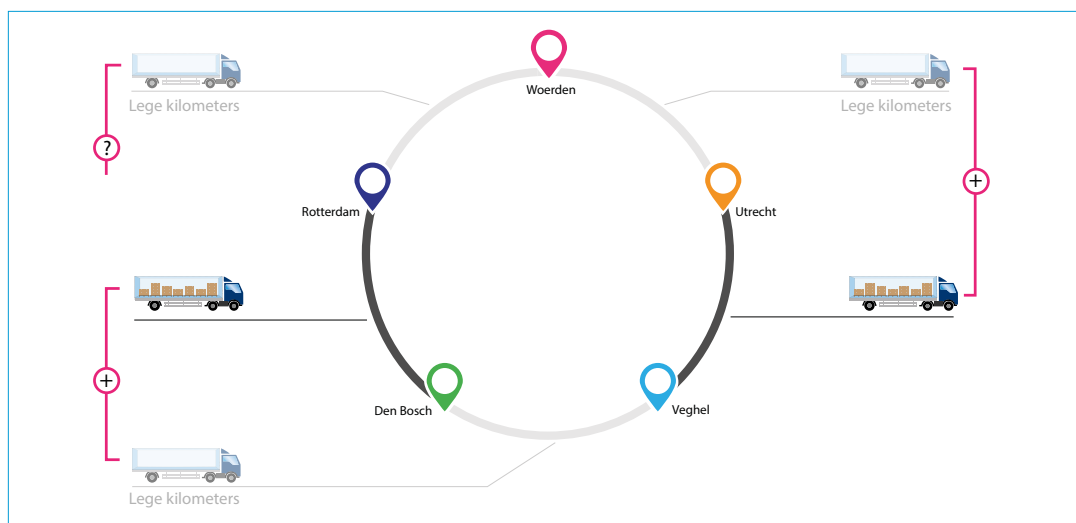 Woerden
Lege kilometers
Lege kilometers
?
+
Rotterdam
Utrecht
+
Den Bosch
Veghel
Lege kilometers